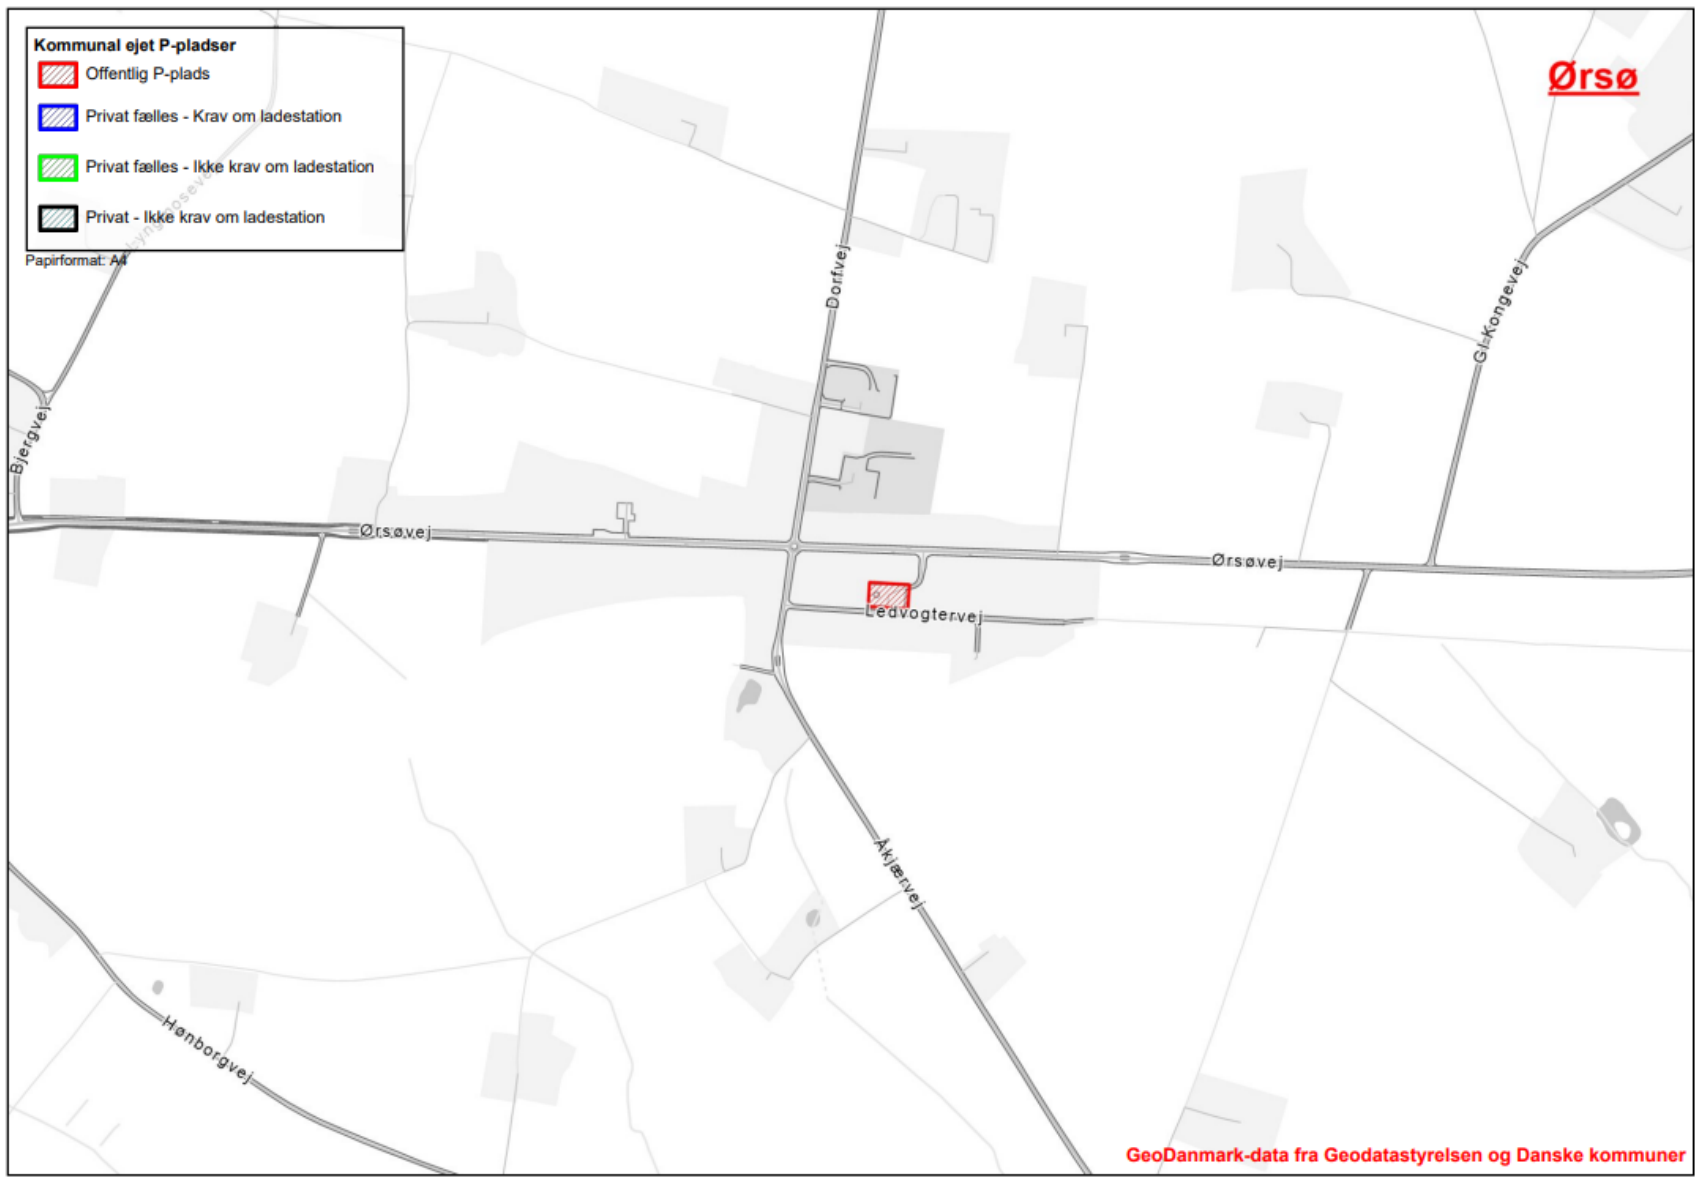 Kommunal ejet P-pladser
Offentlig P-plads
Privat fælles - Krav om ladestation
Privat fælles - Ikke krav om ladestation
Privat - Ikke krav om ladestation
Papirformat: A4
Ørsø
Dorfvej
Gl-Kongevej
Bjergvej
Ørsøvej
Ørsøvej
Ledvogtervej
Åkjærvej
Hønborgvej
GeoDanmark-data fra Geodatastyrelsen og Danske kommuner